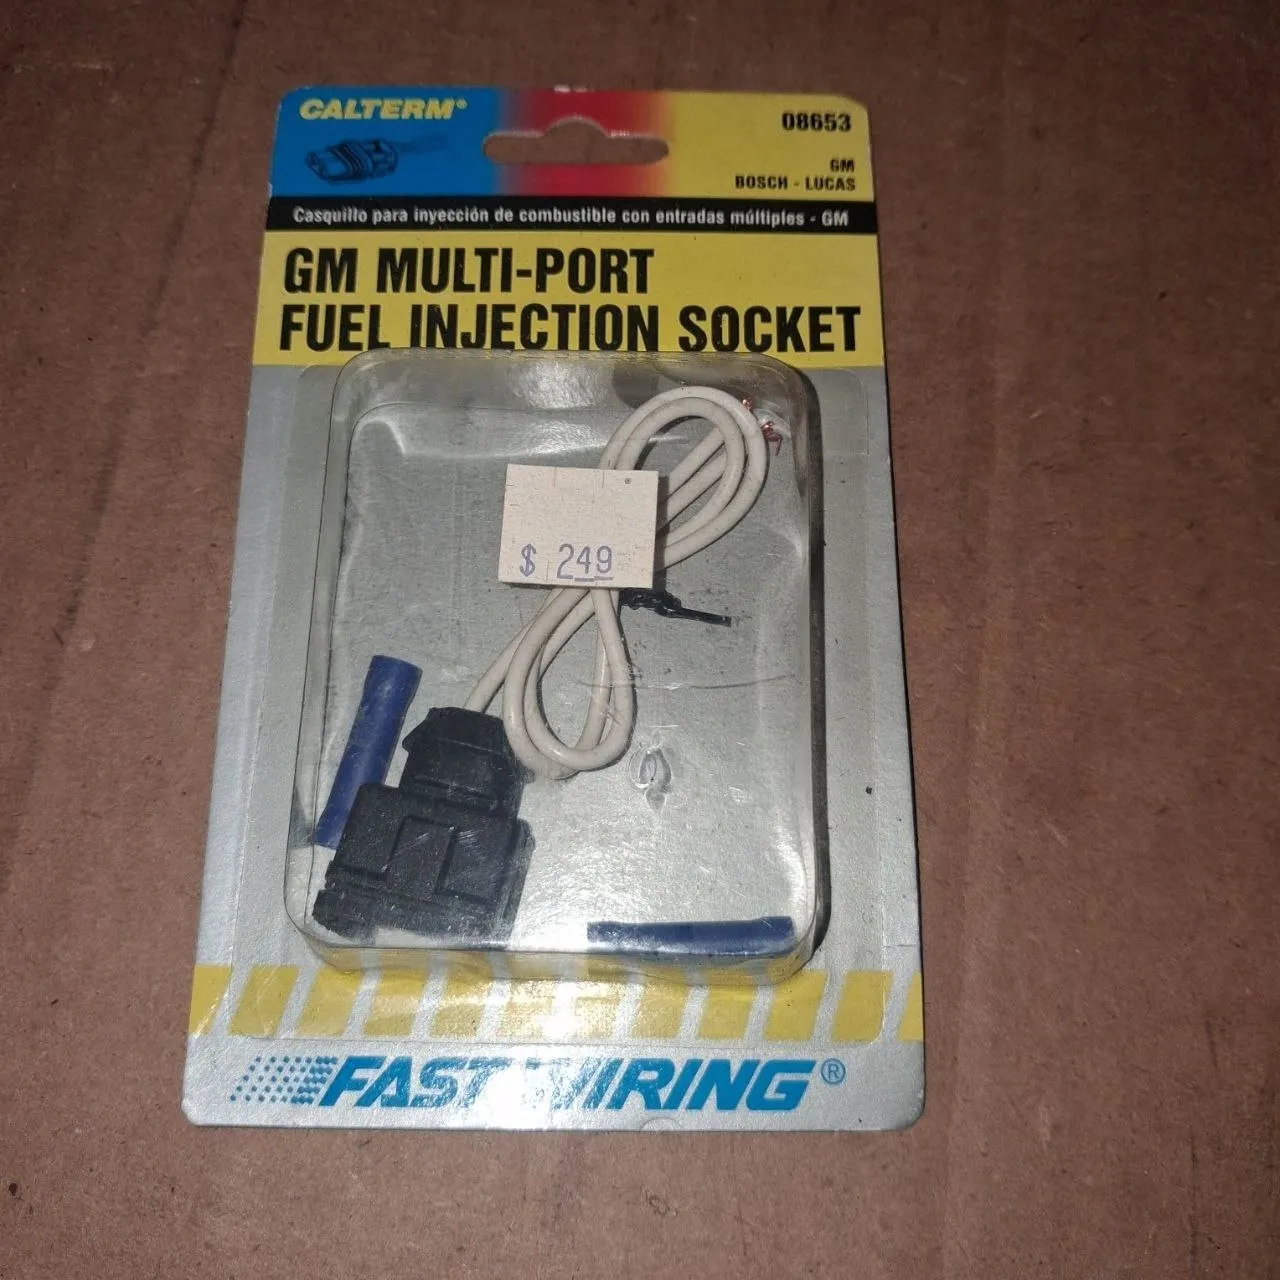 CALTERM®
08653
GM
BOSCH - LUCAS
Casquillo para inyección de combustible con entradas múltiples - GM
GM MULTI-PORT
FUEL INJECTION SOCKET
$ 249
FAST WIRING®